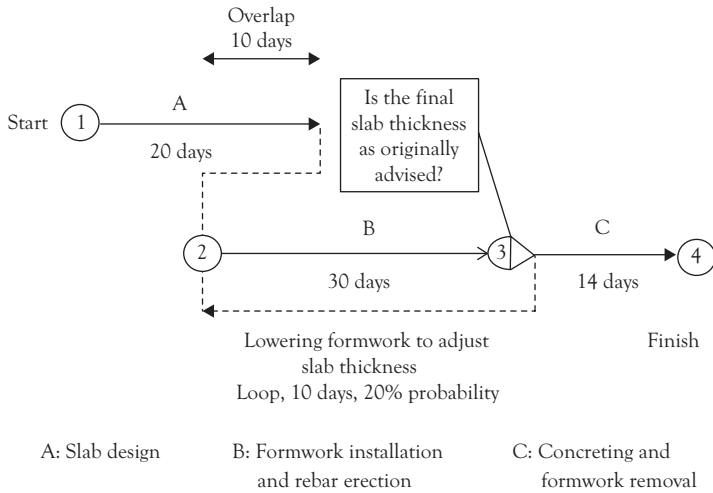 Overlap
10 days
Start
1
A
20 days
Is the final
slab thickness
as originally
advised?
2
B
30 days
3
C
14 days
4
Lowering formwork to adjust
slab thickness
Loop, 10 days, 20% probability
Finish
A: Slab design
B: Formwork installation
and rebar erection
C: Concreting and
formwork removal